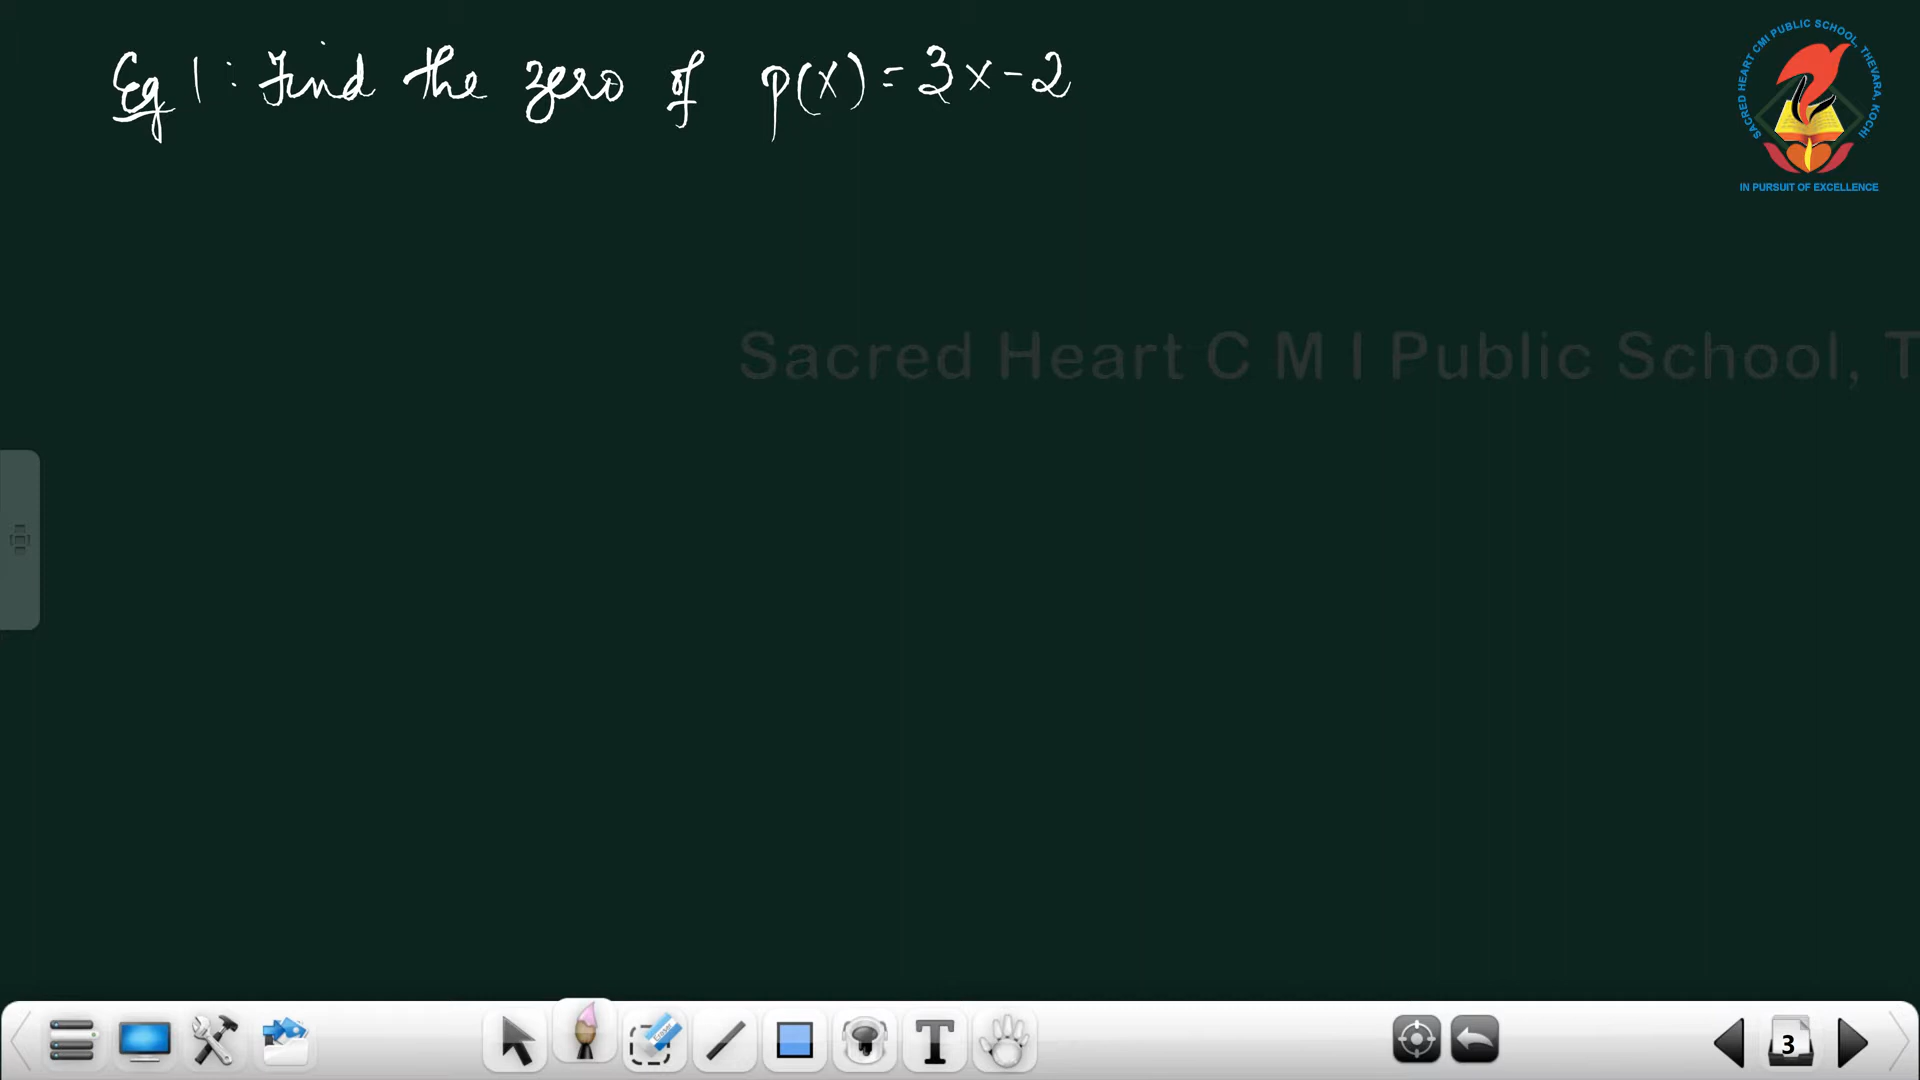 Eg 1: Find the zero of p(x) = 3x - 2
SACRED HEART CMI PUBLIC SCHOOL, THEVARA, KOCHI
IN PURSUIT OF EXCELLENCE
Sacred Heart C M I Public School, T
Eraser
T
3